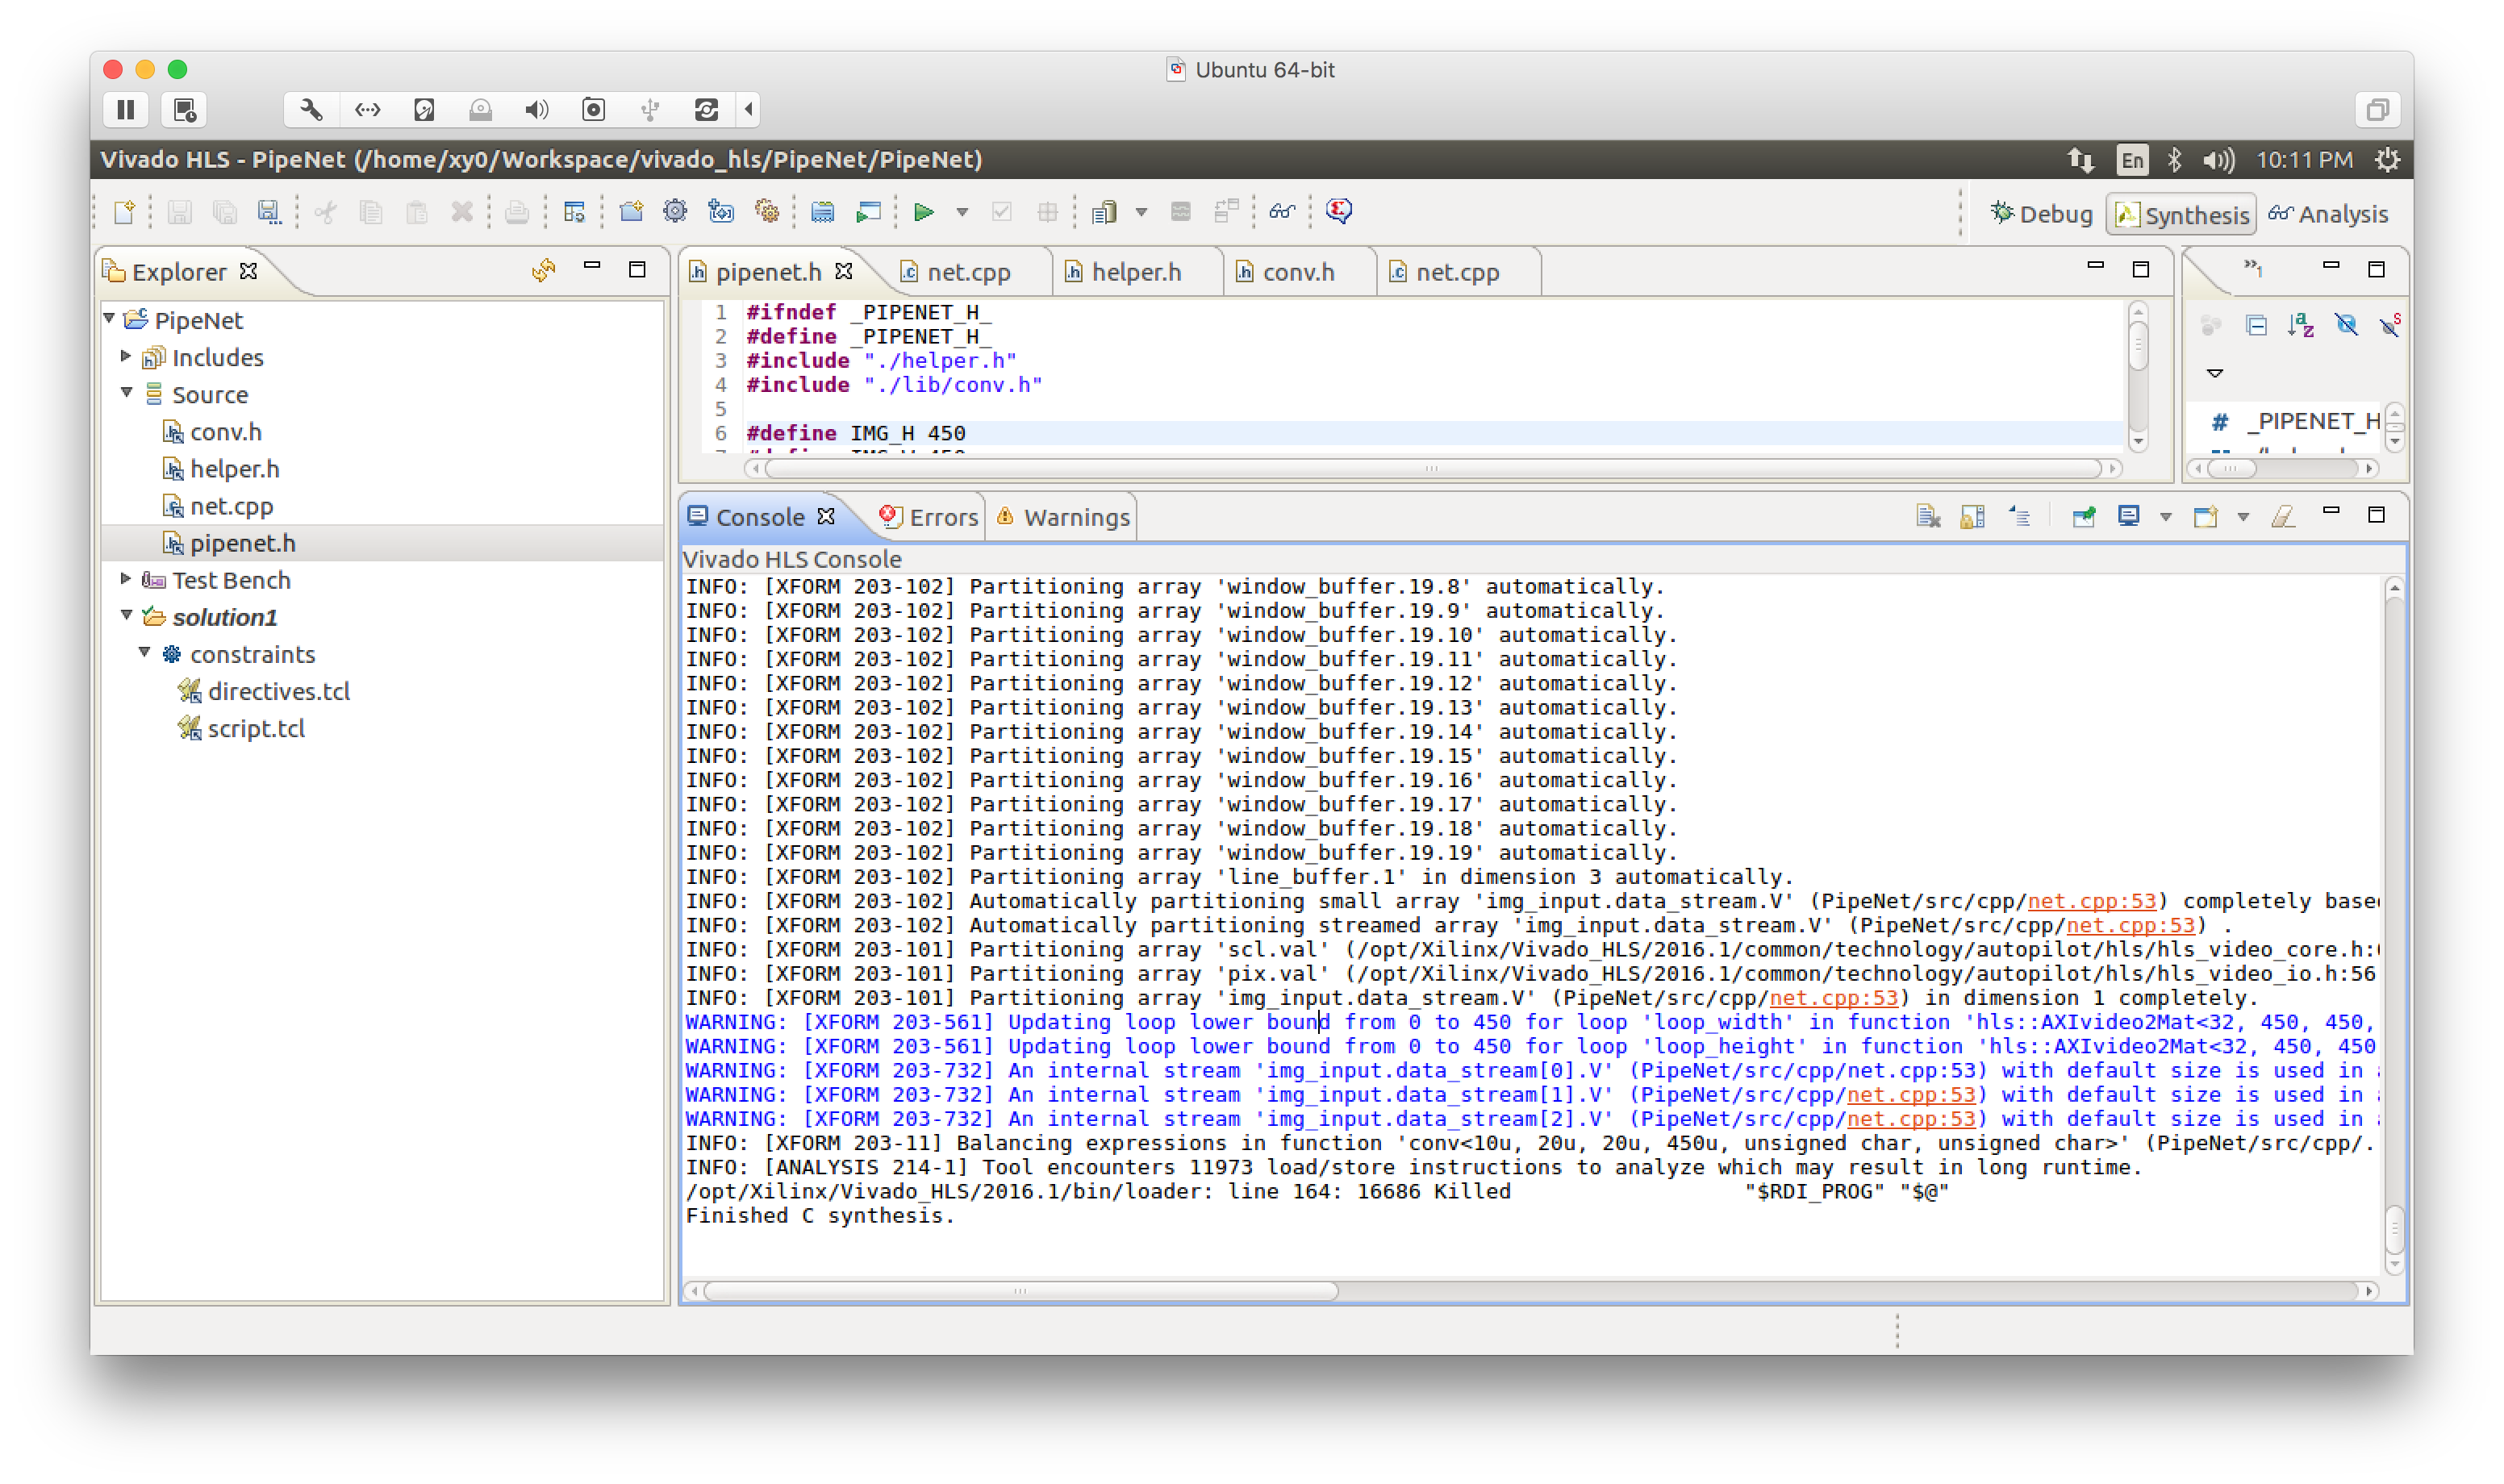 Ubuntu 64-bit
Vivado HLS - PipeNet (/home/xy0/Workspace/vivado_hls/PipeNet/PipeNet)
En
10:11 PM
Debug
Synthesis
Analysis
Explorer
PipeNet
Includes
Source
conv.h
helper.h
net.cpp
pipenet.h
Test Bench
solution1
constraints
directives.tcl
script.tcl
pipenet.h
net.cpp
helper.h
conv.h
net.cpp
1 #ifndef _PIPENET_H_
2 #define _PIPENET_H_
3 #include "./helper.h"
4 #include "./lib/conv.h"
5
6 #define IMG_H 450
»1
# _PIPENET_H
Console
Errors
Warnings
Vivado HLS Console
INFO: [XFORM 203-102] Partitioning array 'window_buffer.19.8' automatically.
INFO: [XFORM 203-102] Partitioning array 'window_buffer.19.9' automatically.
INFO: [XFORM 203-102] Partitioning array 'window_buffer.19.10' automatically.
INFO: [XFORM 203-102] Partitioning array 'window_buffer.19.11' automatically.
INFO: [XFORM 203-102] Partitioning array 'window_buffer.19.12' automatically.
INFO: [XFORM 203-102] Partitioning array 'window_buffer.19.13' automatically.
INFO: [XFORM 203-102] Partitioning array 'window_buffer.19.14' automatically.
INFO: [XFORM 203-102] Partitioning array 'window_buffer.19.15' automatically.
INFO: [XFORM 203-102] Partitioning array 'window_buffer.19.16' automatically.
INFO: [XFORM 203-102] Partitioning array 'window_buffer.19.17' automatically.
INFO: [XFORM 203-102] Partitioning array 'window_buffer.19.18' automatically.
INFO: [XFORM 203-102] Partitioning array 'window_buffer.19.19' automatically.
INFO: [XFORM 203-102] Partitioning array 'line_buffer.1' in dimension 3 automatically.
INFO: [XFORM 203-102] Automatically partitioning small array 'img_input.data_stream.V' (PipeNet/src/cpp/net.cpp:53) completely base
INFO: [XFORM 203-102] Automatically partitioning streamed array 'img_input.data_stream.V' (PipeNet/src/cpp/net.cpp:53) .
INFO: [XFORM 203-101] Partitioning array 'scl.val' (/opt/Xilinx/Vivado_HLS/2016.1/common/technology/autopilot/hls/hls_video_core.h:
INFO: [XFORM 203-101] Partitioning array 'pix.val' (/opt/Xilinx/Vivado_HLS/2016.1/common/technology/autopilot/hls/hls_video_io.h:56
INFO: [XFORM 203-101] Partitioning array 'img_input.data_stream.V' (PipeNet/src/cpp/net.cpp:53) in dimension 1 completely.
WARNING: [XFORM 203-561] Updating loop lower bound from 0 to 450 for loop 'loop_width' in function 'hls::AXIvideo2Mat<32, 450, 450,
WARNING: [XFORM 203-561] Updating loop lower bound from 0 to 450 for loop 'loop_height' in function 'hls::AXIvideo2Mat<32, 450, 450
WARNING: [XFORM 203-732] An internal stream 'img_input.data_stream[0].V' (PipeNet/src/cpp/net.cpp:53) with default size is used in
WARNING: [XFORM 203-732] An internal stream 'img_input.data_stream[1].V' (PipeNet/src/cpp/net.cpp:53) with default size is used in
WARNING: [XFORM 203-732] An internal stream 'img_input.data_stream[2].V' (PipeNet/src/cpp/net.cpp:53) with default size is used in
INFO: [XFORM 203-11] Balancing expressions in function 'conv<10u, 20u, 20u, 450u, unsigned char, unsigned char>' (PipeNet/src/cpp/.
INFO: [ANALYSIS 214-1] Tool encounters 11973 load/store instructions to analyze which may result in long runtime.
/opt/Xilinx/Vivado_HLS/2016.1/bin/loader: line 164: 16686 Killed "$RDI_PROG" "$@"
Finished C synthesis.